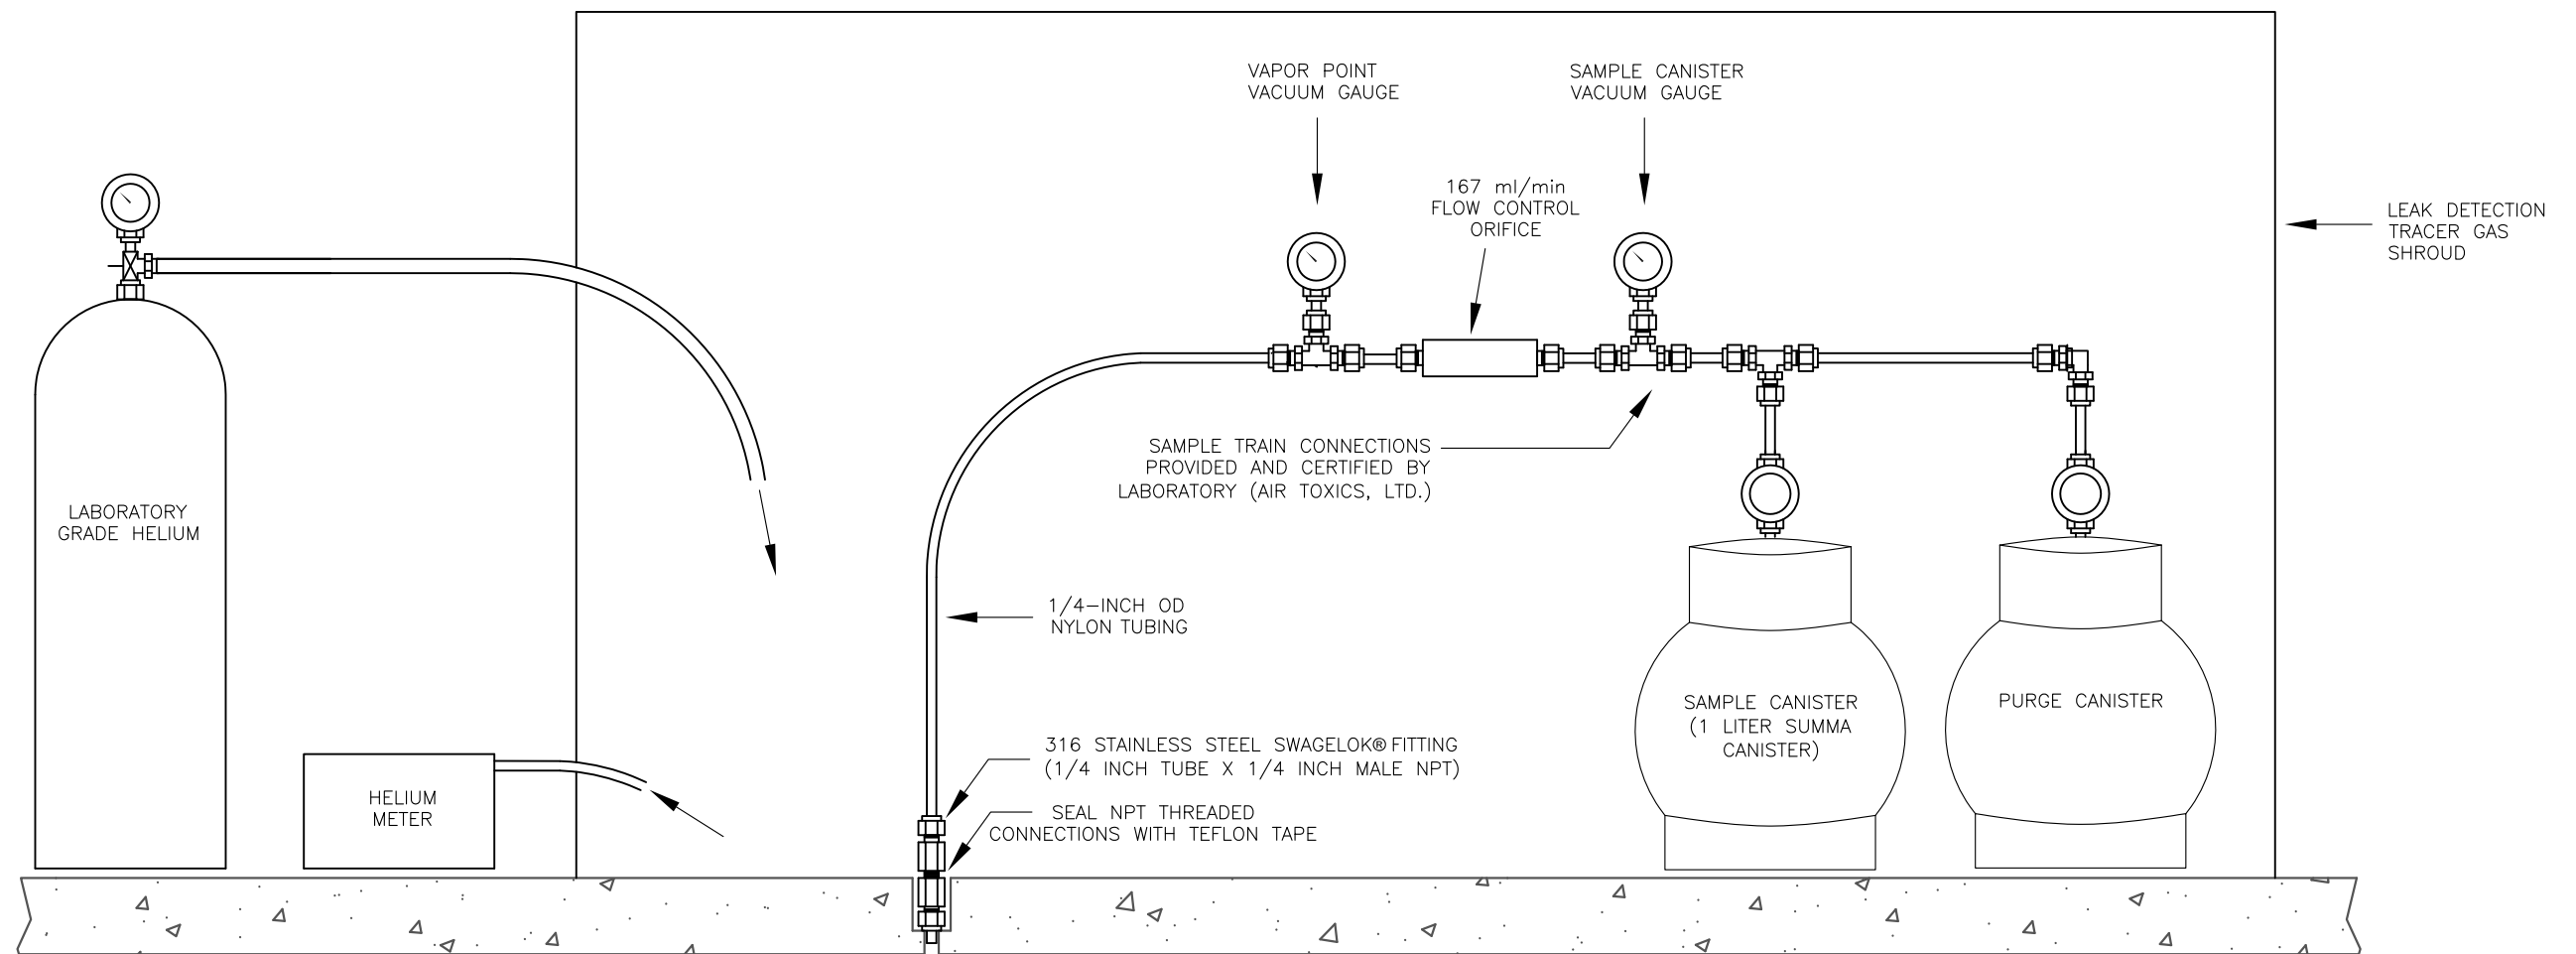 VAPOR POINT
VACUUM GAUGE
SAMPLE CANISTER
VACUUM GAUGE
167 ml/min
FLOW CONTROL
ORIFICE
LEAK DETECTION
TRACER GAS
SHROUD
SAMPLE TRAIN CONNECTIONS
PROVIDED AND CERTIFIED BY
LABORATORY (AIR TOXICS, LTD.)
LABORATORY
GRADE HELIUM
1/4-INCH OD
NYLON TUBING
SAMPLE CANISTER
(1 LITER SUMMA
CANISTER)
PURGE CANISTER
316 STAINLESS STEEL SWAGELOK® FITTING
(1/4 INCH TUBE X 1/4 INCH MALE NPT)
HELIUM
METER
SEAL NPT THREADED
CONNECTIONS WITH TEFLON TAPE